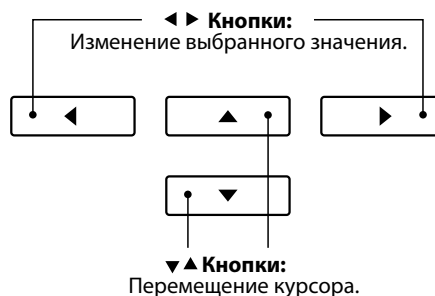 ◀ ▶ Кнопки:
Изменение выбранного значения.
▼▲ Кнопки:
Перемещение курсора.